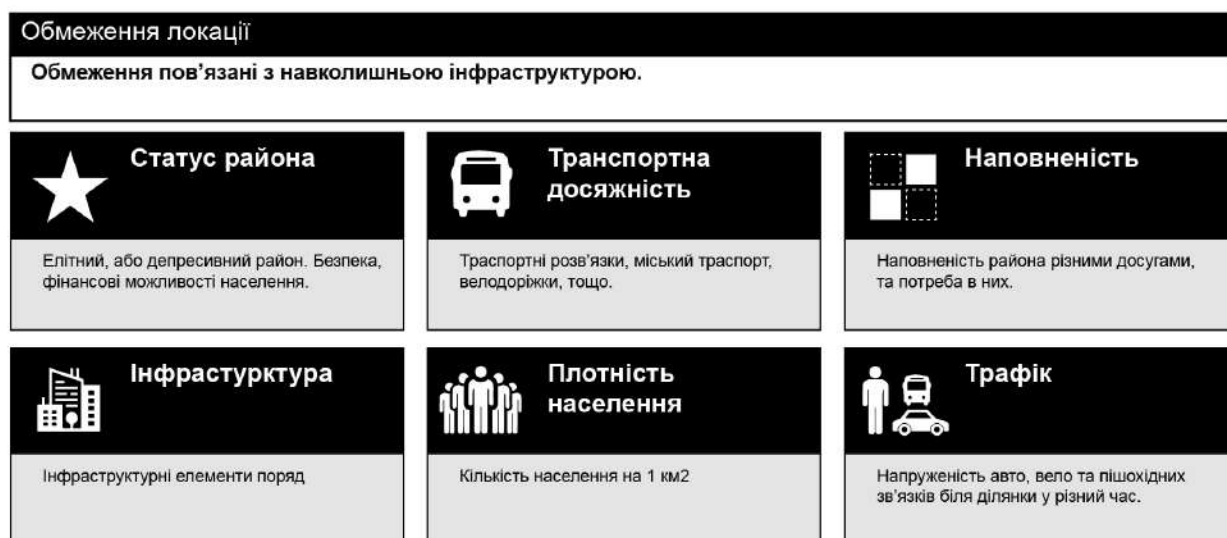 Обмеження локації
Обмеження пов'язані з навколишньою інфраструктурою.
Статус района
Елітний, або депресивний район. Безпека,
фінансові можливості населення.
Транспортна
досяжність
Траспортні розв'язки, міський траспорт,
велодоріжки, тощо.
Наповненість
Наповненість района різними досугами,
та потреба в них.
Інфрастурктура
Інфраструктурні елементи поряд
Плотність
населення
Кількість населення на 1 км2
Трафік
Напруженість авто, вело та пішохідних
зв'язків біля ділянки у різний час.